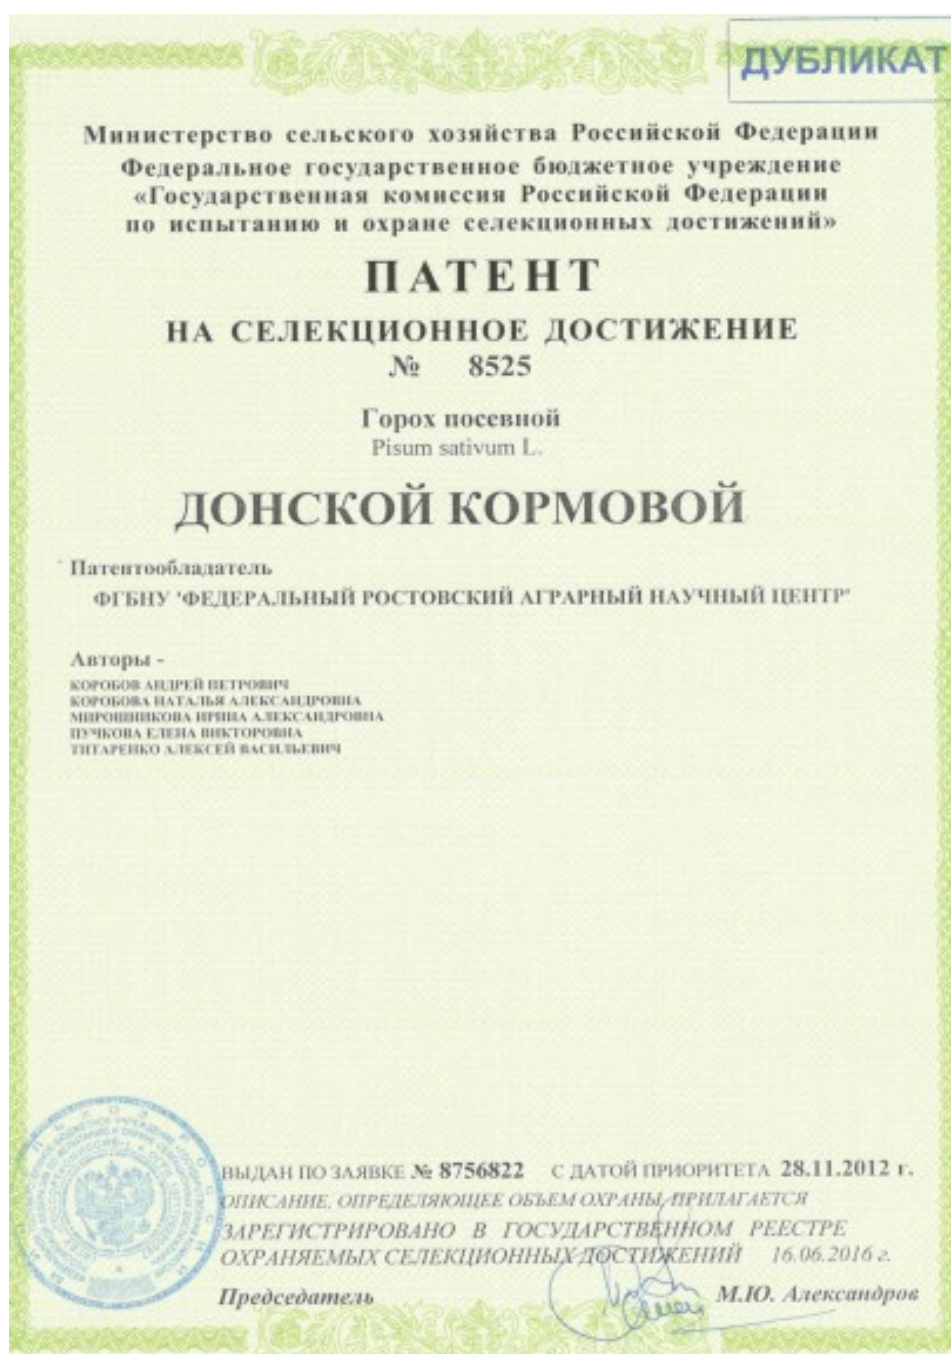 ДУБЛИКАТ
Министерство сельского хозяйства Российской Федерации
Федеральное государственное бюджетное учреждение
«Государственная комиссия Российской Федерации
по испытанию и охране селекционных достижений»
ПАТЕНТ
НА СЕЛЕКЦИОННОЕ ДОСТИЖЕНИЕ
№ 8525
Горох посевной
Pisum sativum L.
ДОНСКОЙ КОРМОВОЙ
Патентообладатель
ФГБНУ 'ФЕДЕРАЛЬНЫЙ РОСТОВСКИЙ АГРАРНЫЙ НАУЧНЫЙ ЦЕНТР'
Авторы -
КОРОБОВ АНДРЕЙ ПЕТРОВИЧ
КОРОБОВА НАТАЛЬЯ АЛЕКСАНДРОВНА
МИРОШНИКОВА ИРИНА АЛЕКСАНДРОВНА
ПУЧКОВА ЕЛЕНА ВИКТОРОВНА
ТИТАРЕНКО АЛЕКСЕЙ ВАСИЛЬЕВИЧ
ВЫДАН ПО ЗАЯВКЕ № 8756822 С ДАТОЙ ПРИОРИТЕТА 28.11.2012 г.
ОПИСАНИЕ, ОПРЕДЕЛЯЮЩЕЕ ОБЪЕМ ОХРАНЫ, ПРИЛАГАЕТСЯ
ЗАРЕГИСТРИРОВАНО В ГОСУДАРСТВЕННОМ РЕЕСТРЕ
ОХРАНЯЕМЫХ СЕЛЕКЦИОННЫХ ДОСТИЖЕНИЙ 16.06.2016 г.
Председатель М.Ю. Александров